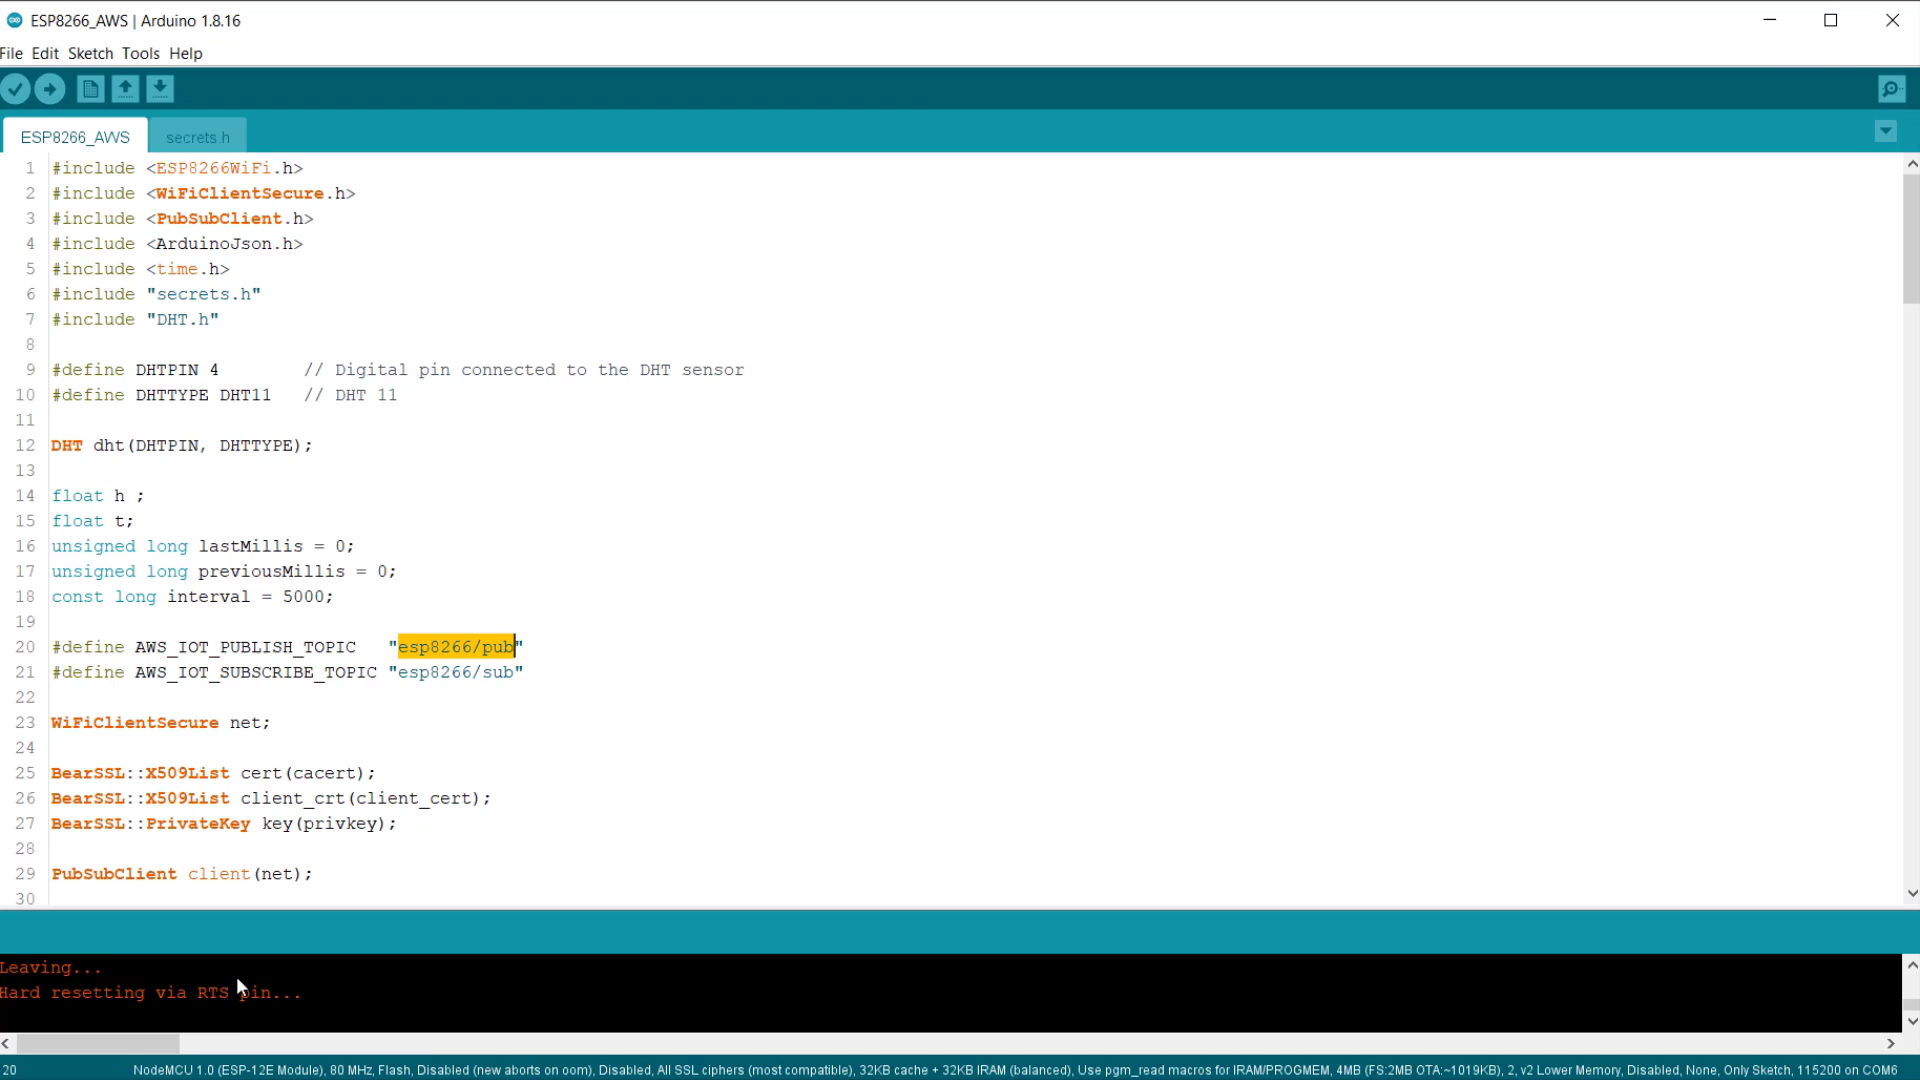 ESP8266_AWS | Arduino 1.8.16
File Edit Sketch Tools Help
ESP8266_AWS secrets.h
1 #include <ESP8266WiFi.h>
2 #include <WiFiClientSecure.h>
3 #include <PubSubClient.h>
4 #include <ArduinoJson.h>
5 #include <time.h>
6 #include "secrets.h"
7 #include "DHT.h"
8
9 #define DHTPIN 4 // Digital pin connected to the DHT sensor
10 #define DHTTYPE DHT11 // DHT 11
11
12 DHT dht(DHTPIN, DHTTYPE);
13
14 float h ;
15 float t;
16 unsigned long lastMillis = 0;
17 unsigned long previousMillis = 0;
18 const long interval = 5000;
19
20 #define AWS_IOT_PUBLISH_TOPIC "esp8266/pub"
21 #define AWS_IOT_SUBSCRIBE_TOPIC "esp8266/sub"
22
23 WiFiClientSecure net;
24
25 BearSSL::X509List cert(cacert);
26 BearSSL::X509List client_crt(client_cert);
27 BearSSL::PrivateKey key(privkey);
28
29 PubSubClient client(net);
30
Leaving...
Hard resetting via RTS pin...
20 NodeMCU 1.0 (ESP-12E Module), 80 MHz, Flash, Disabled (new aborts on oom), Disabled, All SSL ciphers (most compatible), 32KB cache + 32KB IRAM (balanced), Use pgm_read macros for IRAM/PROGMEM, 4MB (FS:2MB OTA:~1019KB), 2, v2 Lower Memory, Disabled, None, Only Sketch, 115200 on COM6